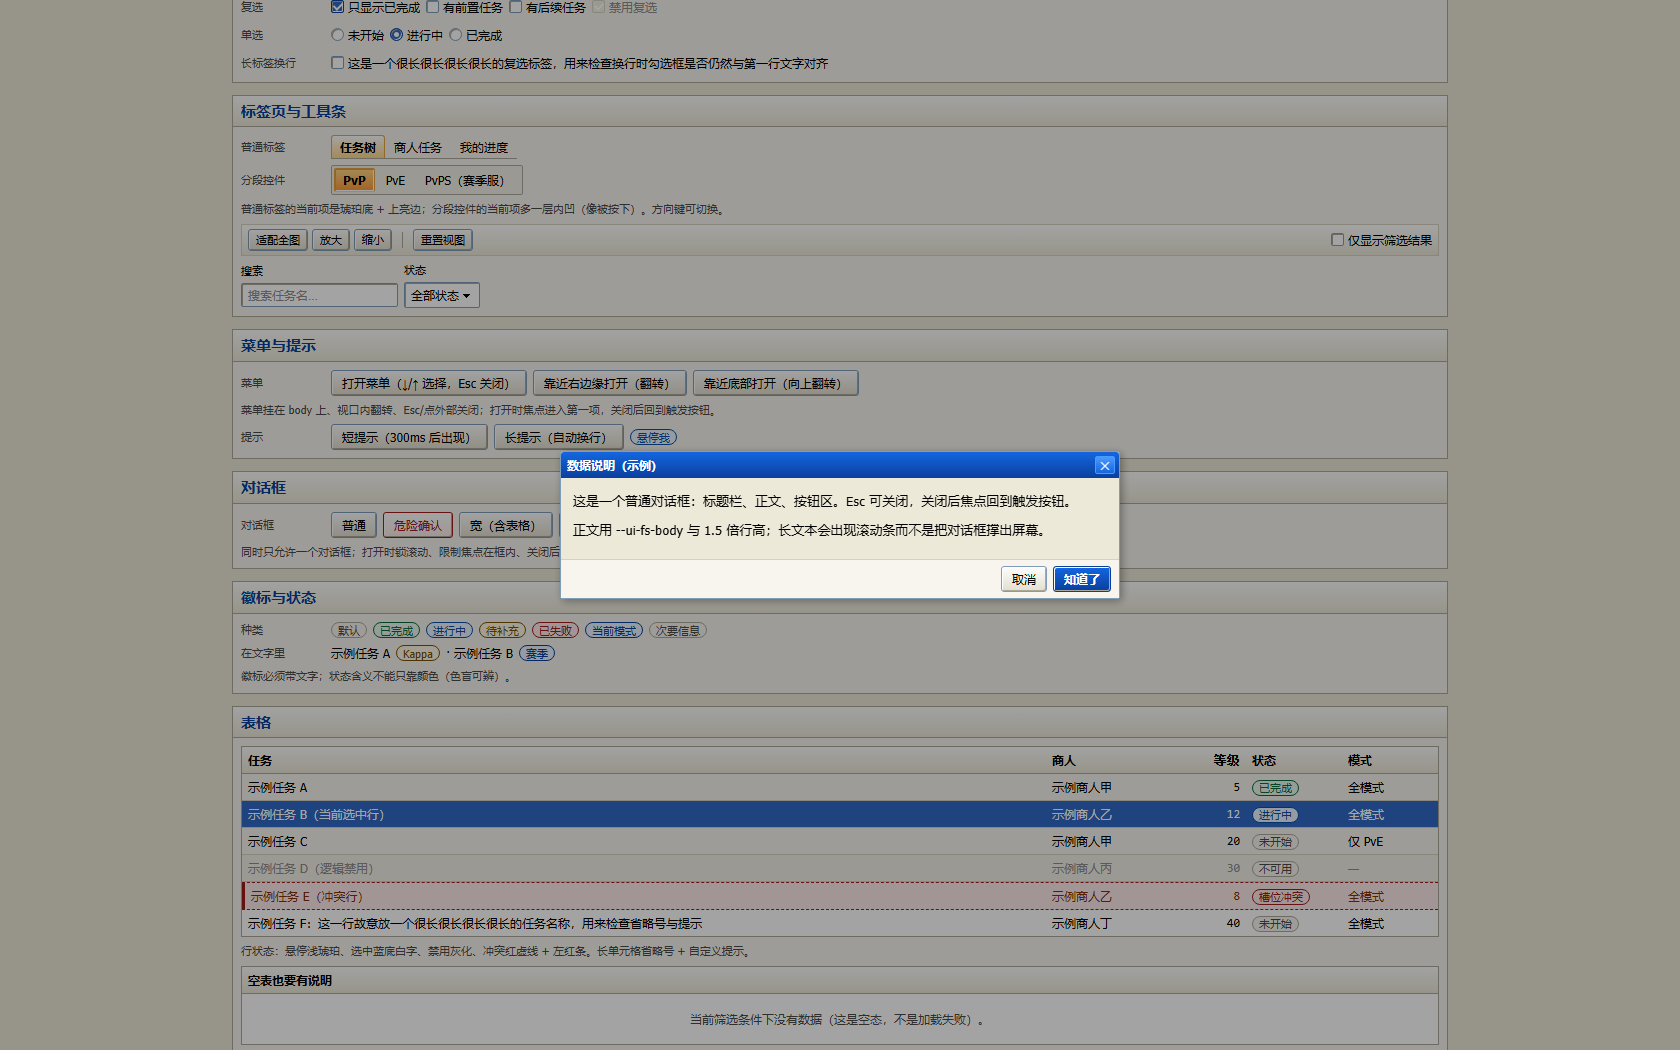 复选 只显示已完成 有前置任务 有后续任务 禁用复选
单选 未开始 进行中 已完成
长标签换行 这是一个很长很长很长很长的复选标签，用来检查换行时勾选框是否仍然与第一行文字对齐
标签页与工具条
普通标签 任务树 商人任务 我的进度
分段控件 PvP PvE PvPS（赛季服）
普通标签的当前项是琥珀底 + 上亮边；分段控件的当前项多一层内凹（像被按下）。方向键可切换。
适配全图 放大 缩小 重置视图 仅显示筛选结果
搜索 状态
搜索任务名... 全部状态
菜单与提示
菜单 打开菜单（↓/↑ 选择，Esc 关闭） 靠近右边缘打开（翻转） 靠近底部打开（向上翻转）
菜单挂在 body 上、视口内翻转、Esc/点外部关闭；打开时焦点进入第一项，关闭后回到触发按钮。
提示 短提示（300ms 后出现） 长提示（自动换行） 悬停我
数据说明（示例）
这是一个普通对话框：标题栏、正文、按钮区。Esc 可关闭，关闭后焦点回到触发按钮。
正文用 --ui-fs-body 与 1.5 倍行高；长文本会出现滚动条而不是把对话框撑出屏幕。
取消 知道了
对话框
对话框 普通 危险确认 宽（含表格）
同时只允许一个对话框；打开时锁滚动、限制焦点在框内、关闭后
徽标与状态
种类 默认 已完成 进行中 待补充 已失败 当前模式 次要信息
在文字里 示例任务 A Kappa · 示例任务 B 赛季
徽标必须带文字；状态含义不能只靠颜色（色盲可辨）。
表格
任务 商人 等级 状态 模式
示例任务 A 示例商人甲 5 已完成 全模式
示例任务 B（当前选中行） 示例商人乙 12 进行中 全模式
示例任务 C 示例商人甲 20 未开始 仅 PvE
示例任务 D（逻辑禁用） 示例商人丙 30 不可用 —
示例任务 E（冲突行） 示例商人乙 8 槽位冲突 全模式
示例任务 F：这一行故意放一个很长很长很长很长的任务名称，用来检查省略号与提示 示例商人丁 40 未开始 全模式
行状态：悬停浅琥珀、选中蓝底白字、禁用灰化、冲突红虚线 + 左红条。长单元格省略号 + 自定义提示。
空表也要有说明
当前筛选条件下没有数据（这是空态，不是加载失败）。